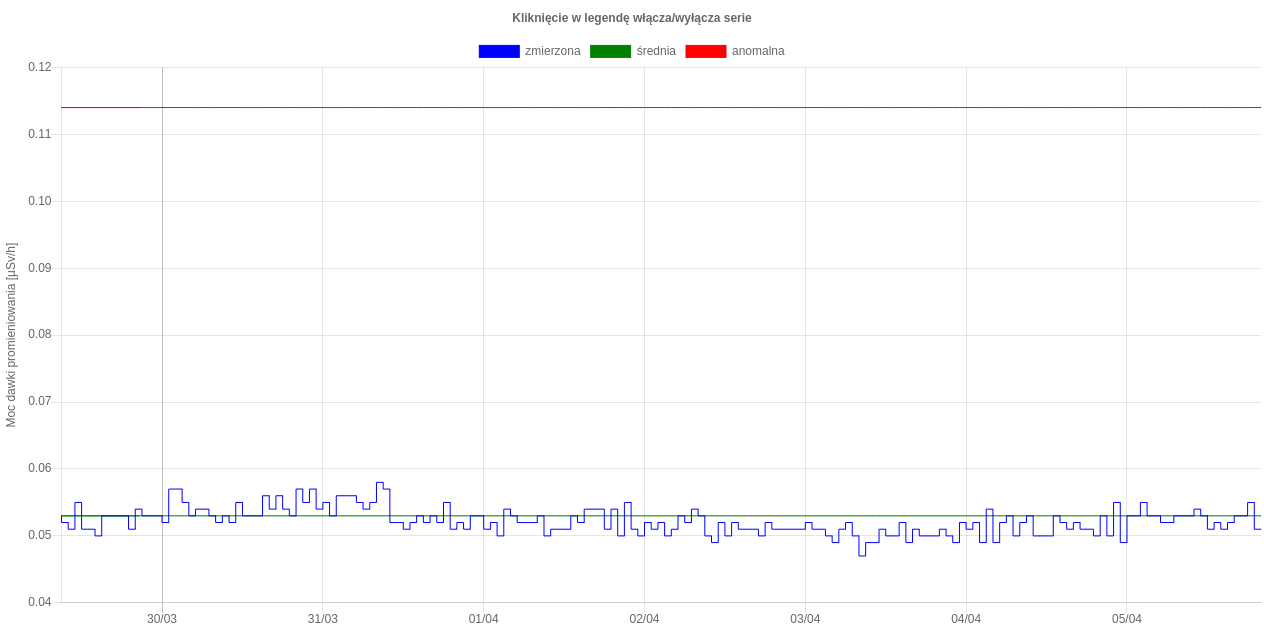 Kliknięcie w legendę włącza/wyłącza serie
zmierzona średnia anomalna
Moc dawki promieniowania [µSv/h]
0.12
0.11
0.10
0.09
0.08
0.07
0.06
0.05
0.04
30/03 31/03 01/04 02/04 03/04 04/04 05/04